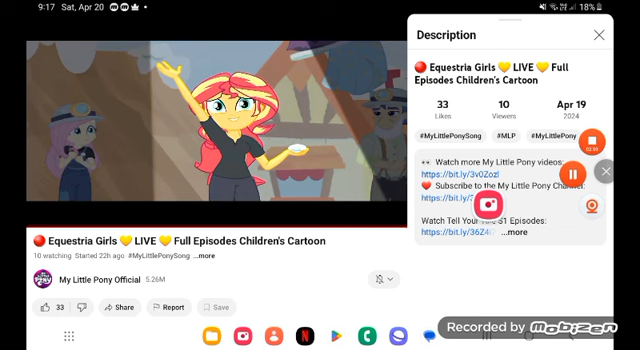 9:17 Sat, Apr 20
18%
Description
🔴 Equestria Girls 💛 LIVE 💛 Full
Episodes Children's Cartoon
33 10 Apr 19
Likes Viewers 2024
#MyLittlePonySong #MLP #MyLittlePony
👀 Watch more My Little Pony videos:
https://bit.ly/3v0Zozl
❤️ Subscribe to the My Little Pony Channel:
https://bit.ly/
Watch Tell Your S1 Episodes:
https://bit.ly/36Z4 ...more
🔴 Equestria Girls 💛 LIVE 💛 Full Episodes Children's Cartoon
10 watching Started 22h ago #MyLittlePonySong ...more
My Little Pony Official 5.26M
33 Share Report Save
Recorded by Mobizen